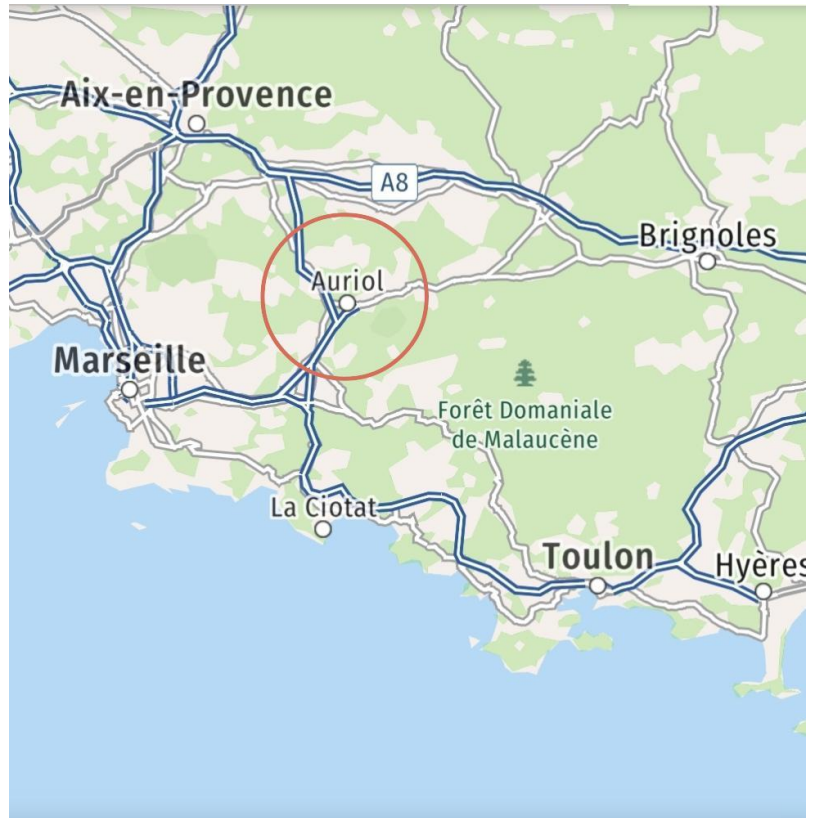 Aix-en-Provence
A8
Brignoles
Auriol
Marseille
Forêt Domaniale
de Malaucène
La Ciotat
Toulon
Hyères